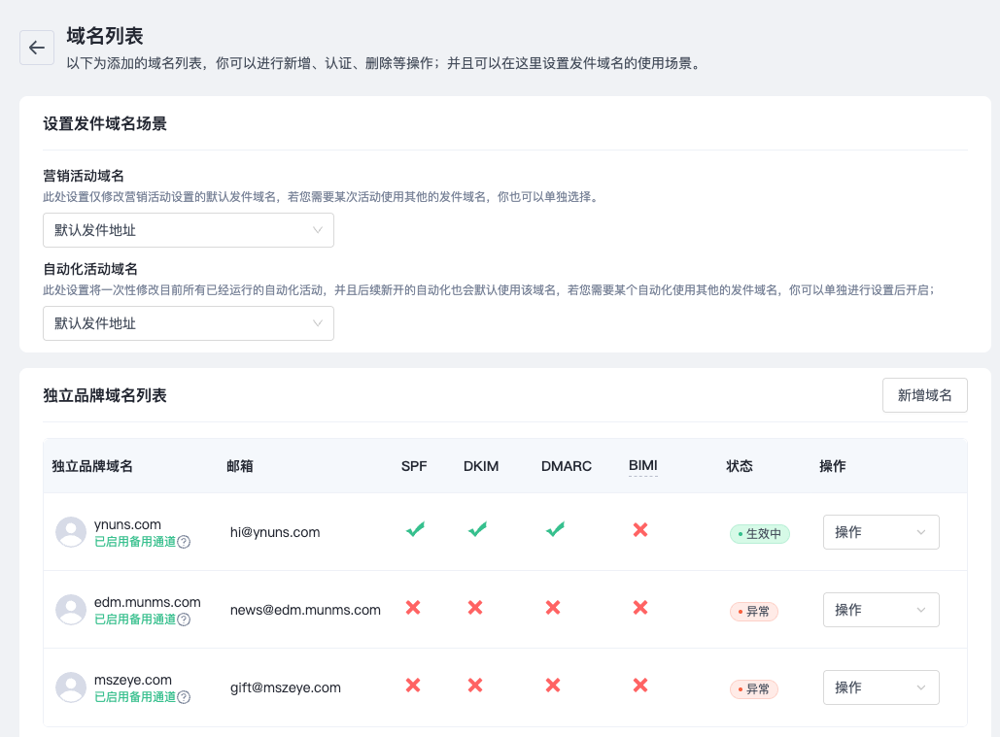 域名列表
以下为添加的域名列表，你可以进行新增、认证、删除等操作；并且可以在这里设置发件域名的使用场景。
设置发件域名场景
营销活动域名
此处设置仅修改营销活动设置的默认发件域名，若您需要某次活动使用其他的发件域名，你也可以单独选择。
默认发件地址
自动化活动域名
此处设置将一次性修改目前所有已经运行的自动化活动，并且后续新开的自动化也会默认使用该域名，若您需要某个自动化使用其他的发件域名，你可以单独进行设置后开启；
默认发件地址
独立品牌域名列表 新增域名
独立品牌域名 邮箱 SPF DKIM DMARC BIMI 状态 操作
ynuns.com
已启用备用通道?
hi@ynuns.com 生效中 操作
edm.munms.com
已启用备用通道?
news@edm.munms.com 异常 操作
mszeye.com
已启用备用通道?
gift@mszeye.com 异常 操作